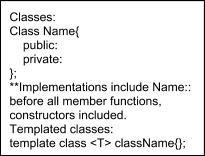 Classes:
Class Name{
    public:
    private:
};
**Implementations include Name::
before all member functions,
constructors included.
Templated classes:
template class <T> className{};